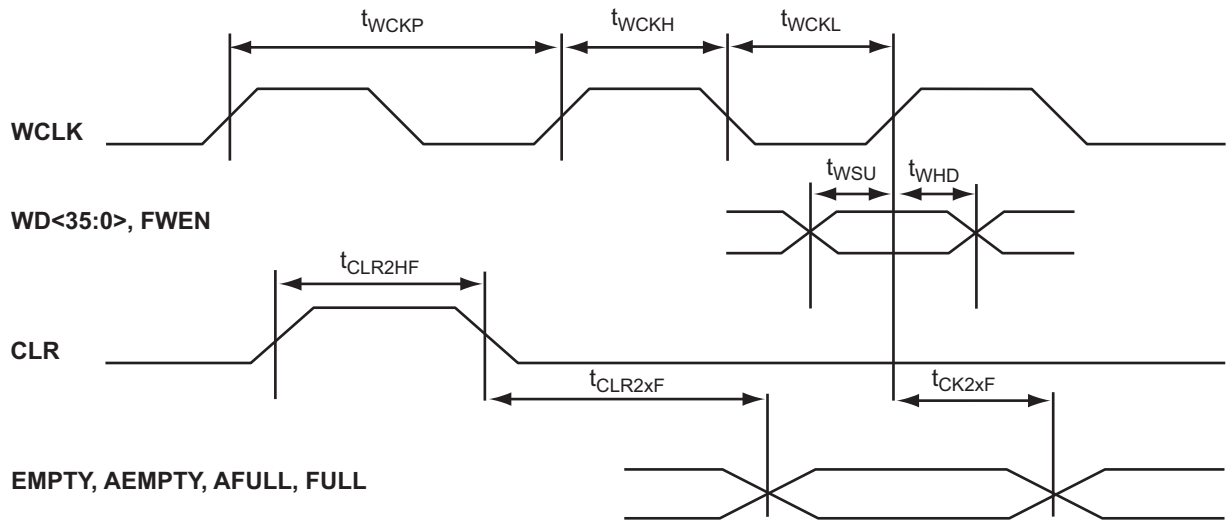 tWCKP tWCKH tWCKL
WCLK
tWSU tWHD
WD<35:0>, FWEN
tCLR2HF
CLR
tCLR2xF tCK2xF
EMPTY, AEMPTY, AFULL, FULL